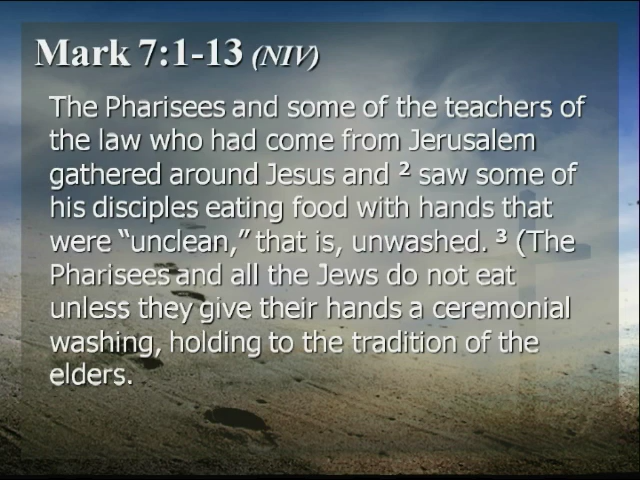 Mark 7:1-13 (NIV)
The Pharisees and some of the teachers of
the law who had come from Jerusalem
gathered around Jesus and ² saw some of
his disciples eating food with hands that
were “unclean,” that is, unwashed. ³ (The
Pharisees and all the Jews do not eat
unless they give their hands a ceremonial
washing, holding to the tradition of the
elders.